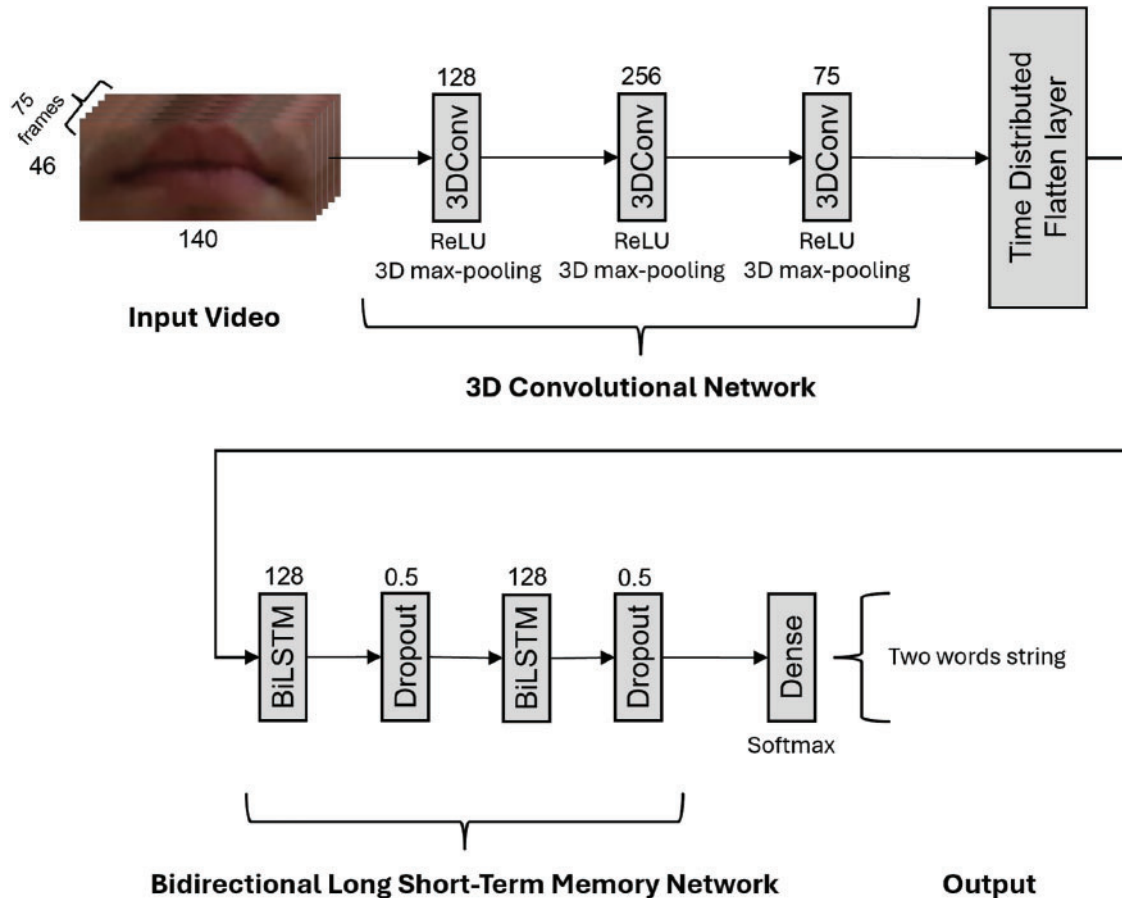 75
frames
46
140
Input Video
128
256
75
3DConv
3DConv
3DConv
ReLU
ReLU
ReLU
3D max-pooling
3D max-pooling
3D max-pooling
3D Convolutional Network
Time Distributed
Flatten layer
128
0.5
128
0.5
BiLSTM
Dropout
BiLSTM
Dropout
Dense
Softmax
Two words string
Bidirectional Long Short-Term Memory Network
Output